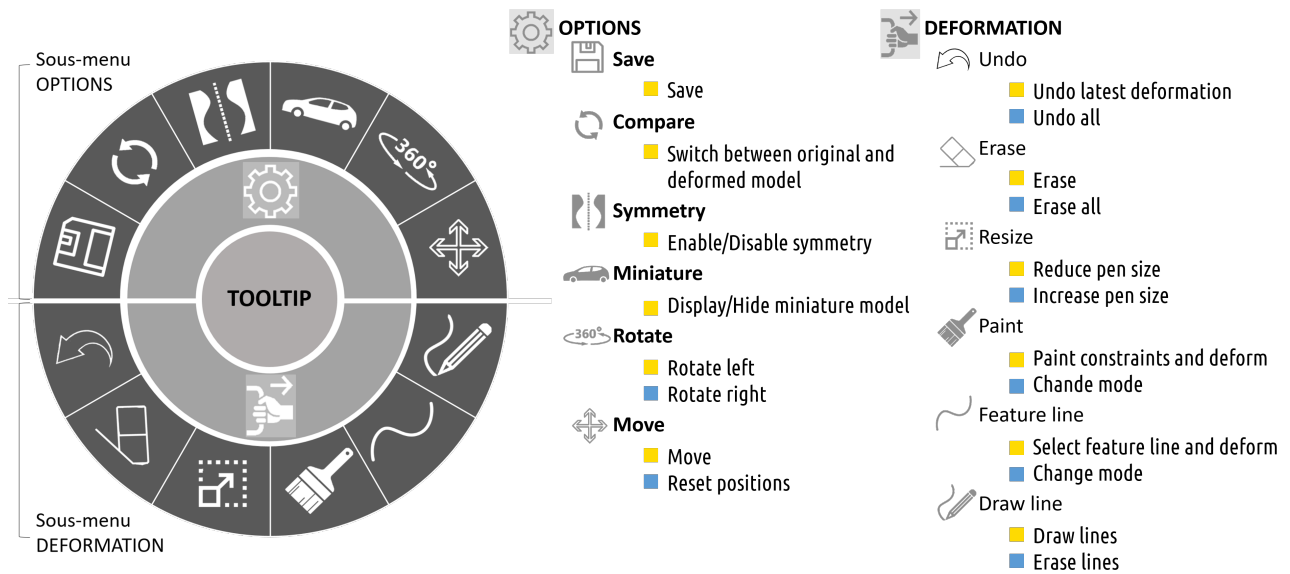 Sous-menu
OPTIONS
360°
TOOLTIP
Sous-menu
DEFORMATION
OPTIONS
Save
Save
Compare
Switch between original and
deformed model
Symmetry
Enable/Disable symmetry
Miniature
Display/Hide miniature model
360° Rotate
Rotate left
Rotate right
Move
Move
Reset positions
DEFORMATION
Undo
Undo latest deformation
Undo all
Erase
Erase
Erase all
Resize
Reduce pen size
Increase pen size
Paint
Paint constraints and deform
Chande mode
Feature line
Select feature line and deform
Change mode
Draw line
Draw lines
Erase lines